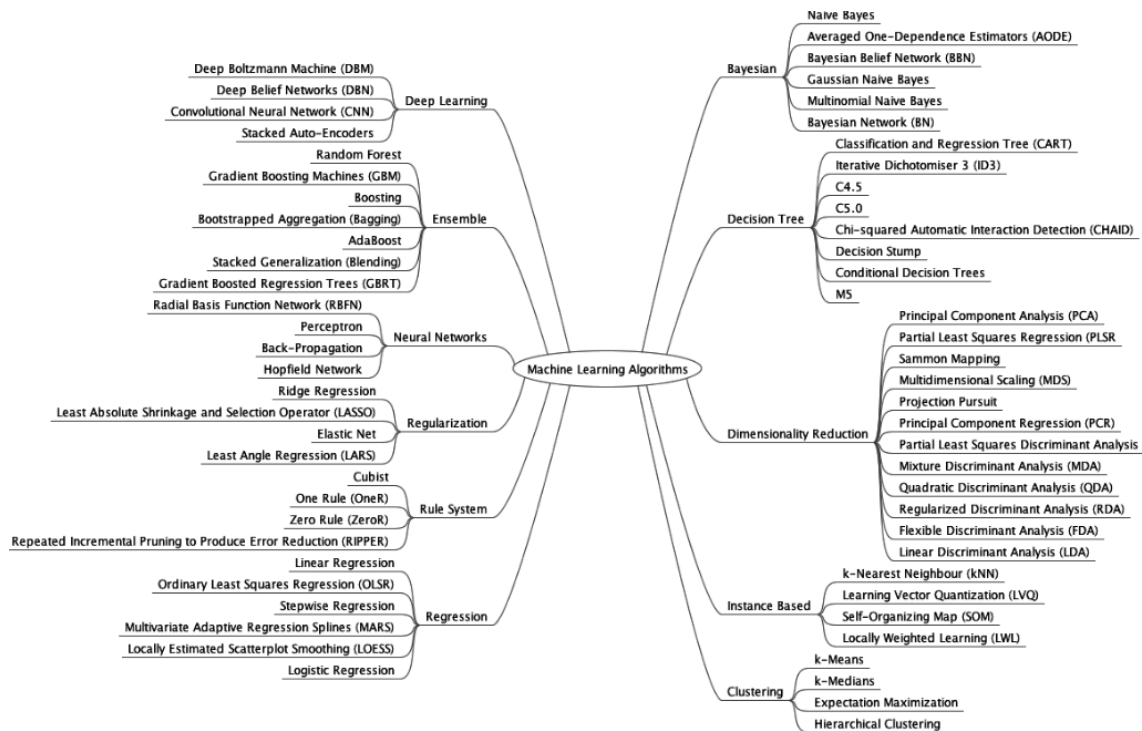 Deep Boltzmann Machine (DBM)
Deep Belief Networks (DBN)
Convolutional Neural Network (CNN)
Stacked Auto-Encoders
Deep Learning
Random Forest
Gradient Boosting Machines (GBM)
Boosting
Bootstrapped Aggregation (Bagging)
AdaBoost
Stacked Generalization (Blending)
Gradient Boosted Regression Trees (GBRT)
Ensemble
Radial Basis Function Network (RBFN)
Perceptron
Back-Propagation
Hopfield Network
Neural Networks
Ridge Regression
Least Absolute Shrinkage and Selection Operator (LASSO)
Elastic Net
Least Angle Regression (LARS)
Regularization
Cubist
One Rule (OneR)
Zero Rule (ZeroR)
Repeated Incremental Pruning to Produce Error Reduction (RIPPER)
Rule System
Linear Regression
Ordinary Least Squares Regression (OLSR)
Stepwise Regression
Multivariate Adaptive Regression Splines (MARS)
Locally Estimated Scatterplot Smoothing (LOESS)
Logistic Regression
Regression
Machine Learning Algorithms
Bayesian
Naive Bayes
Averaged One-Dependence Estimators (AODE)
Bayesian Belief Network (BBN)
Gaussian Naive Bayes
Multinomial Naive Bayes
Bayesian Network (BN)
Decision Tree
Classification and Regression Tree (CART)
Iterative Dichotomiser 3 (ID3)
C4.5
C5.0
Chi-squared Automatic Interaction Detection (CHAID)
Decision Stump
Conditional Decision Trees
M5
Dimensionality Reduction
Principal Component Analysis (PCA)
Partial Least Squares Regression (PLSR
Sammon Mapping
Multidimensional Scaling (MDS)
Projection Pursuit
Principal Component Regression (PCR)
Partial Least Squares Discriminant Analysis
Mixture Discriminant Analysis (MDA)
Quadratic Discriminant Analysis (QDA)
Regularized Discriminant Analysis (RDA)
Flexible Discriminant Analysis (FDA)
Linear Discriminant Analysis (LDA)
Instance Based
k-Nearest Neighbour (kNN)
Learning Vector Quantization (LVQ)
Self-Organizing Map (SOM)
Locally Weighted Learning (LWL)
Clustering
k-Means
k-Medians
Expectation Maximization
Hierarchical Clustering